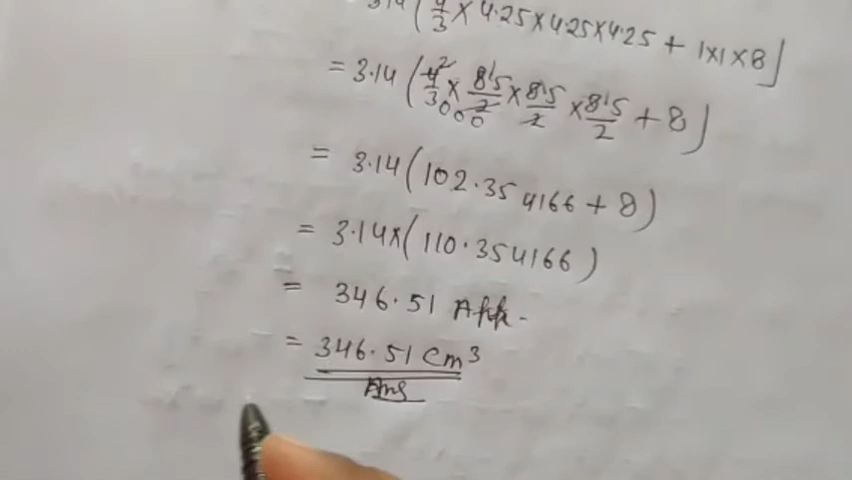 3.14 [4/3 × 4.25 × 4.25 × 4.25 + 1×1×8]
= 3.14 (4/3 × 8.5/2 × 8.5/2 × 8.5/2 + 8)
= 3.14 (102.354166 + 8)
= 3.14 × (110.354166)
= 346.51 App.
= 346.51 cm³
Ans